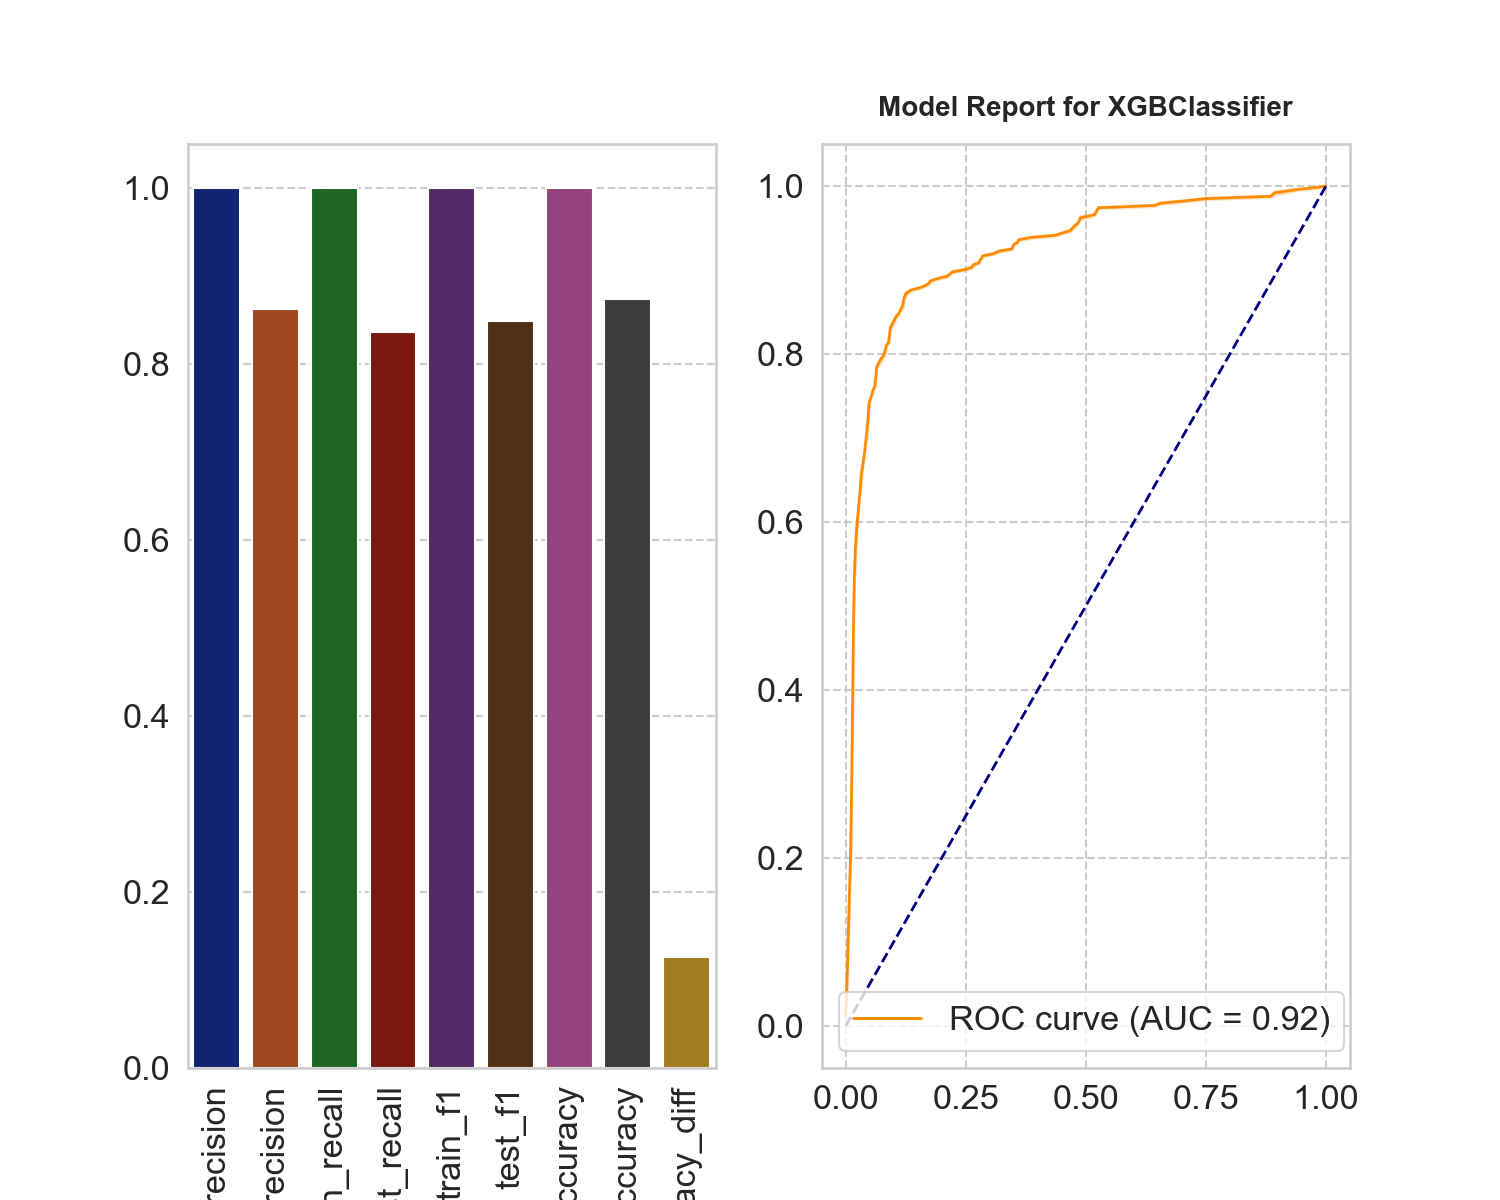 Model Report for XGBClassifier
1.0
0.8
0.6
0.4
0.2
0.0
recision
recision
n_recall
t_recall
train_f1
test_f1
ccuracy
ccuracy
acy_diff
1.0
0.8
0.6
0.4
0.2
0.0
0.00 0.25 0.50 0.75 1.00
ROC curve (AUC = 0.92)